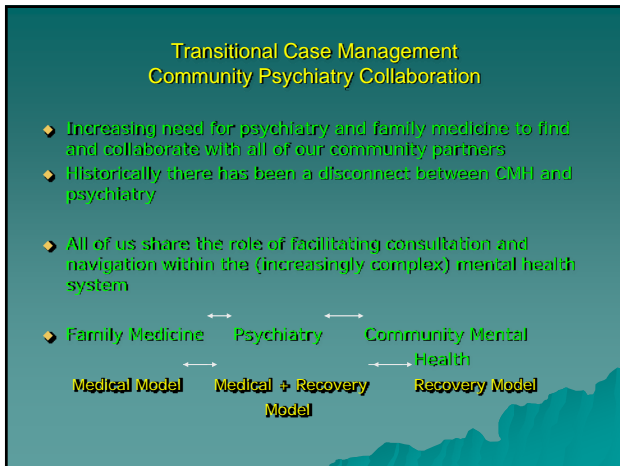 Transitional Case Management
Community Psychiatry Collaboration
Increasing need for psychiatry and family medicine to find
and collaborate with all of our community partners
Historically there has been a disconnect between CMH and
psychiatry
All of us share the role of facilitating consultation and
navigation within the (increasingly complex) mental health
system
Family Medicine Psychiatry Community Mental
Health
Medical Model Medical + Recovery Recovery Model
Model